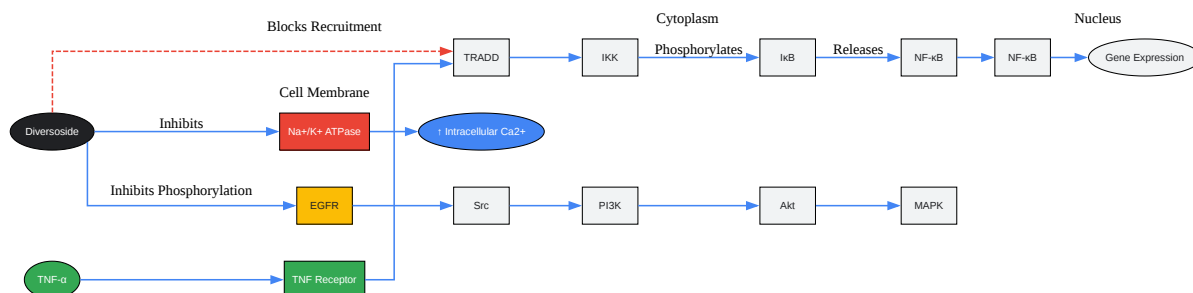 Cytoplasm
Nucleus
Blocks Recruitment
TRADD
IKK
Phosphorylates
IκB
Releases
NF-κB
NF-κB
Gene Expression
Cell Membrane
Diversoside
Inhibits
Na+/K+ ATPase
↑ Intracellular Ca2+
Inhibits Phosphorylation
EGFR
Src
PI3K
Akt
MAPK
TNF-α
TNF Receptor